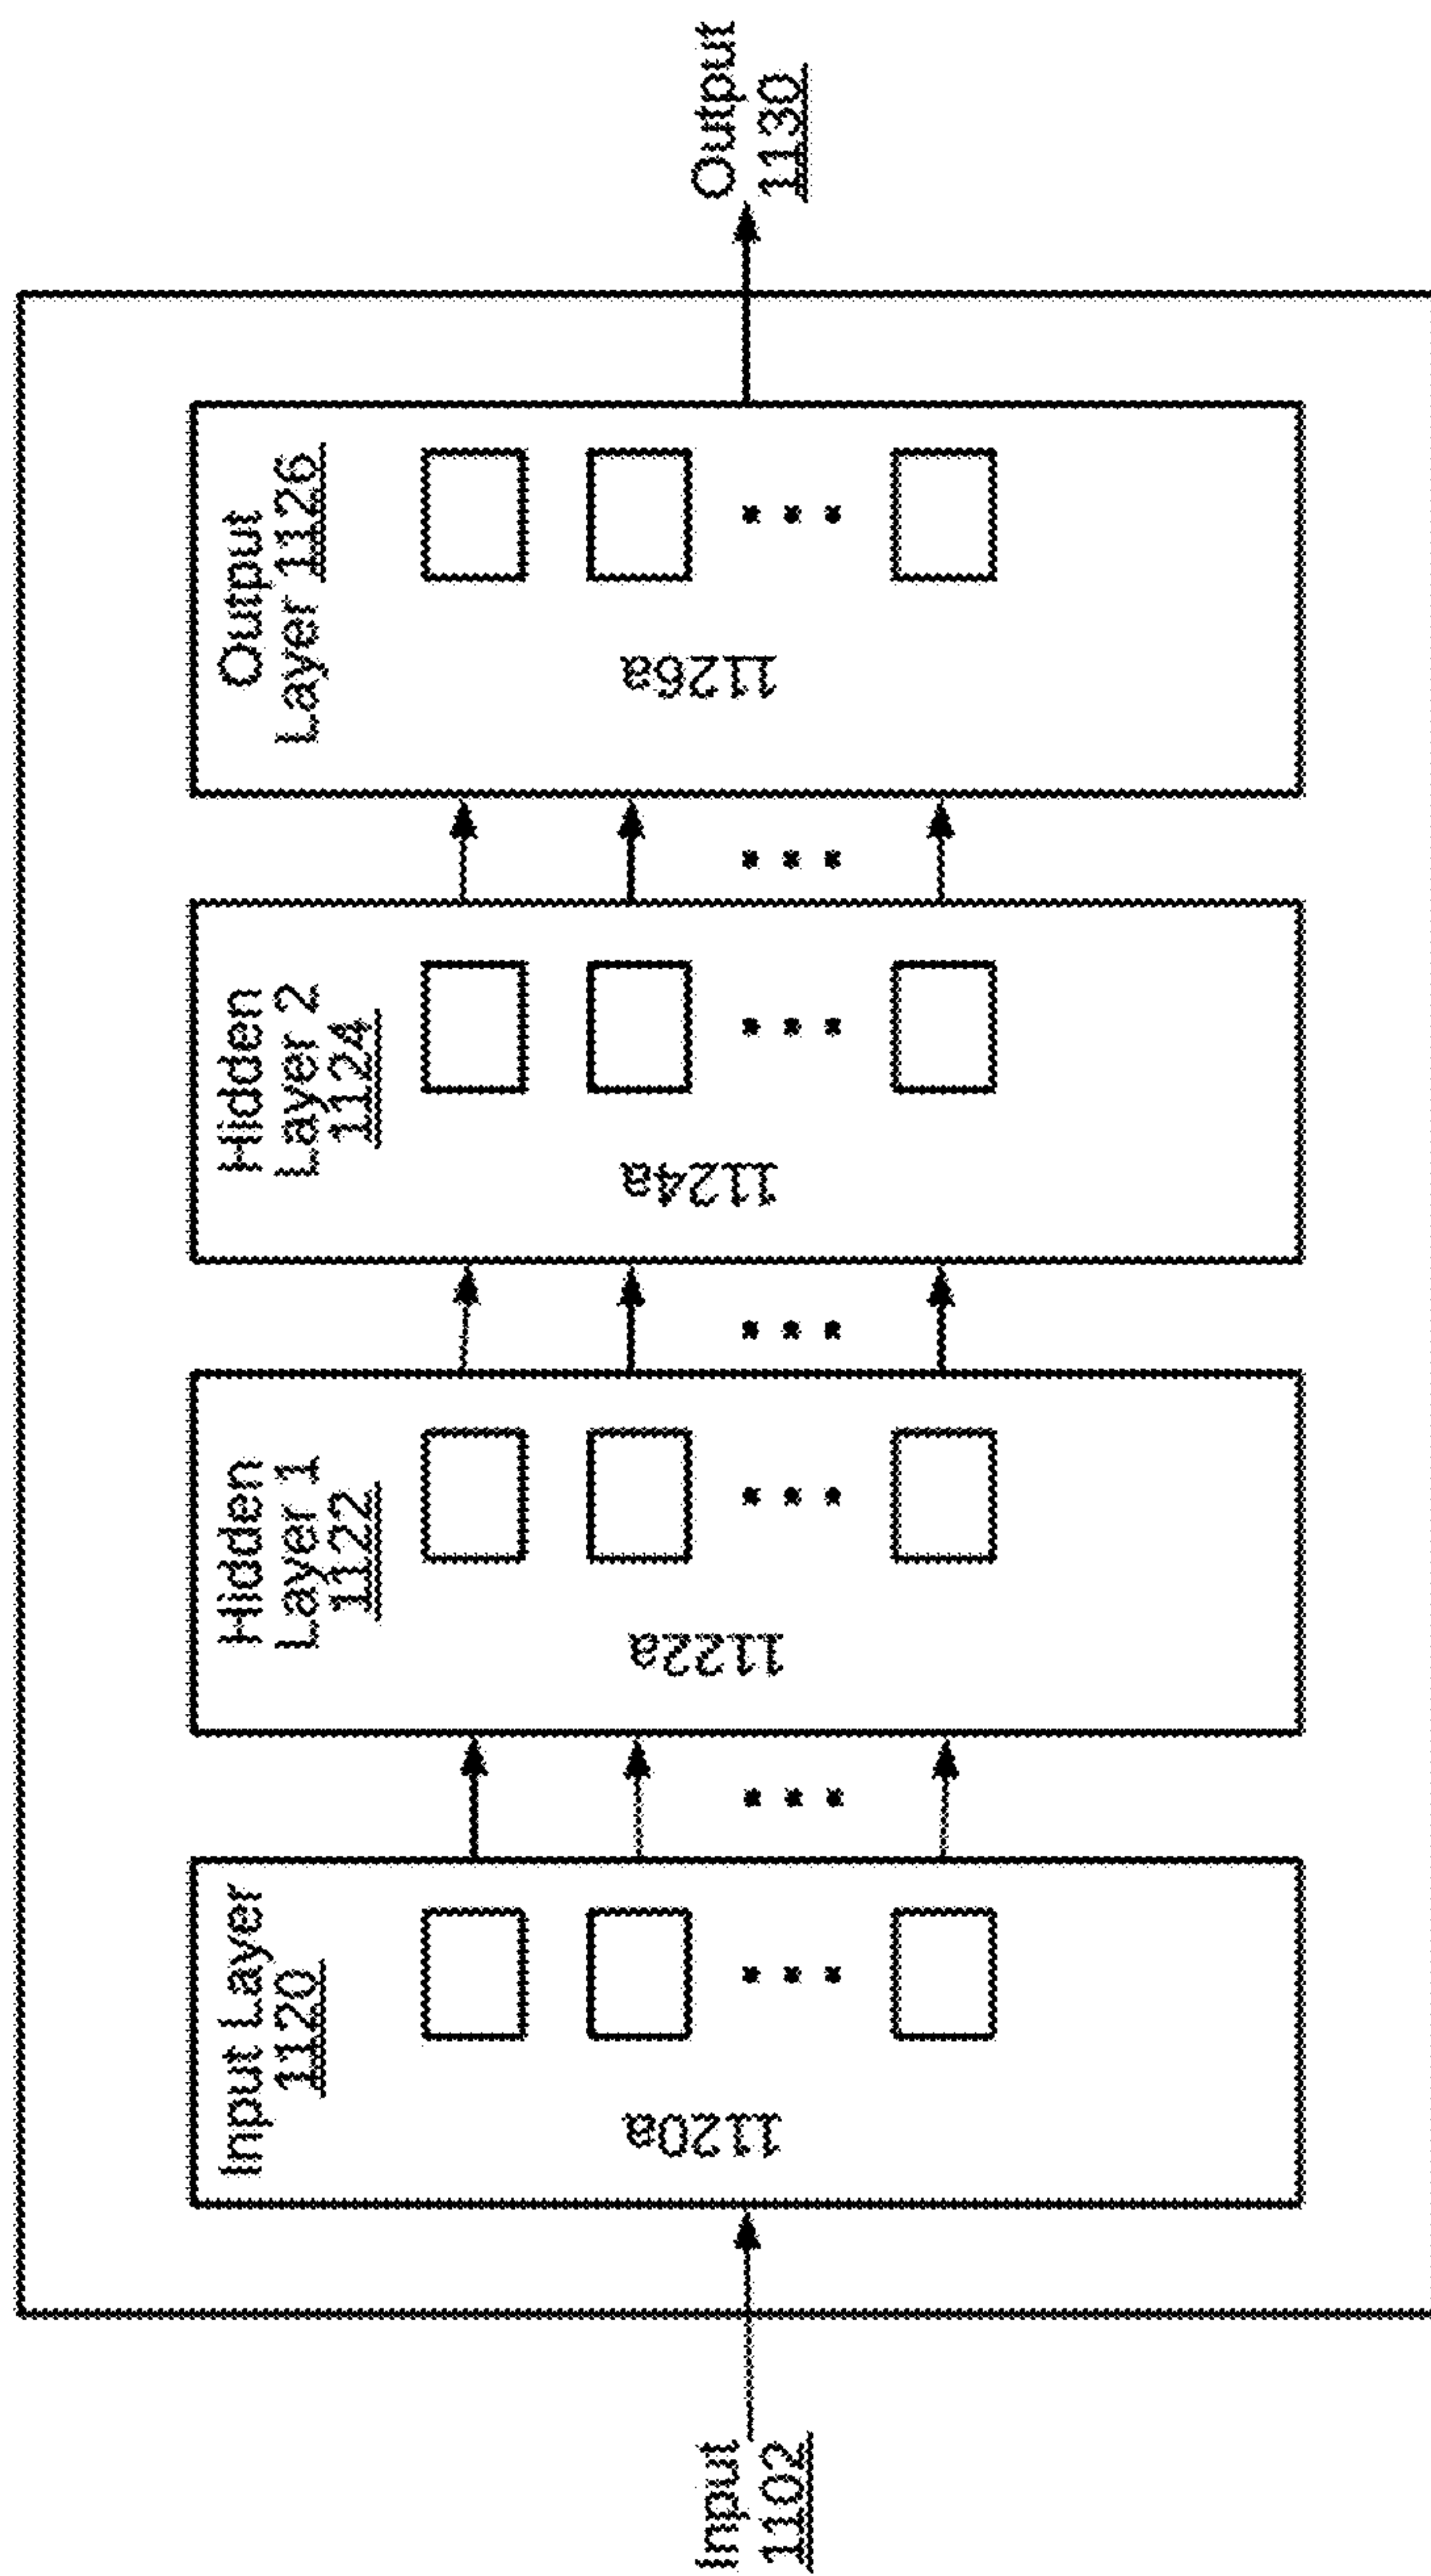 Input
1102
Input Layer
1120
1120a
Hidden
Layer 1
1122
1122a
Hidden
Layer 2
1124
1124a
Output
Layer 1126
1126a
Output
1130